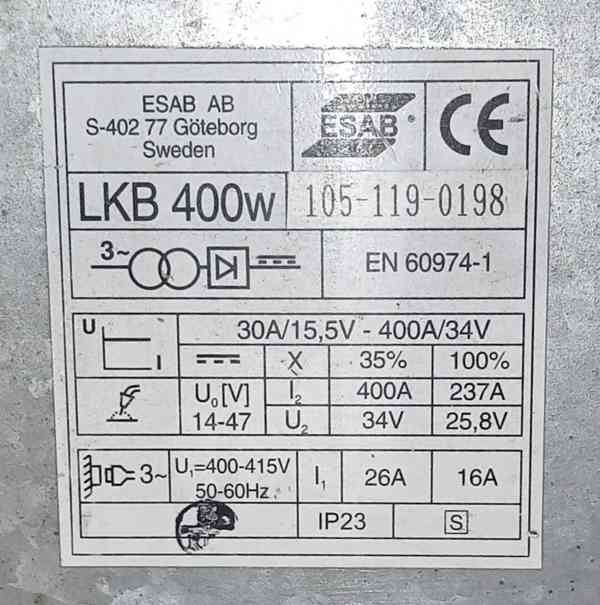 ESAB AB
S-402 77 Göteborg
Sweden
ESAB®
CE
LKB 400w
105-119-0198
3~
EN 60974-1
U
I
30A/15,5V - 400A/34V
X 35% 100%
U₀[V] I₂ 400A 237A
14-47 U₂ 34V 25,8V
3~ U₁=400-415V I₁ 26A 16A
50-60Hz
IP23 S